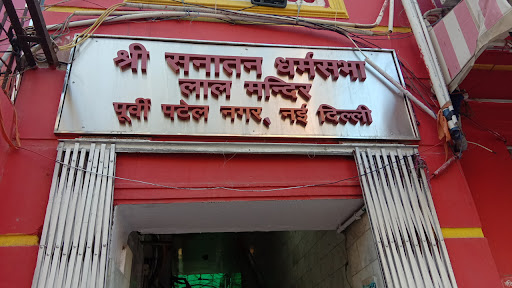 श्री सनातन धर्मसभा
लाल मन्दिर
पूर्वी पटेल नगर, नई दिल्ली